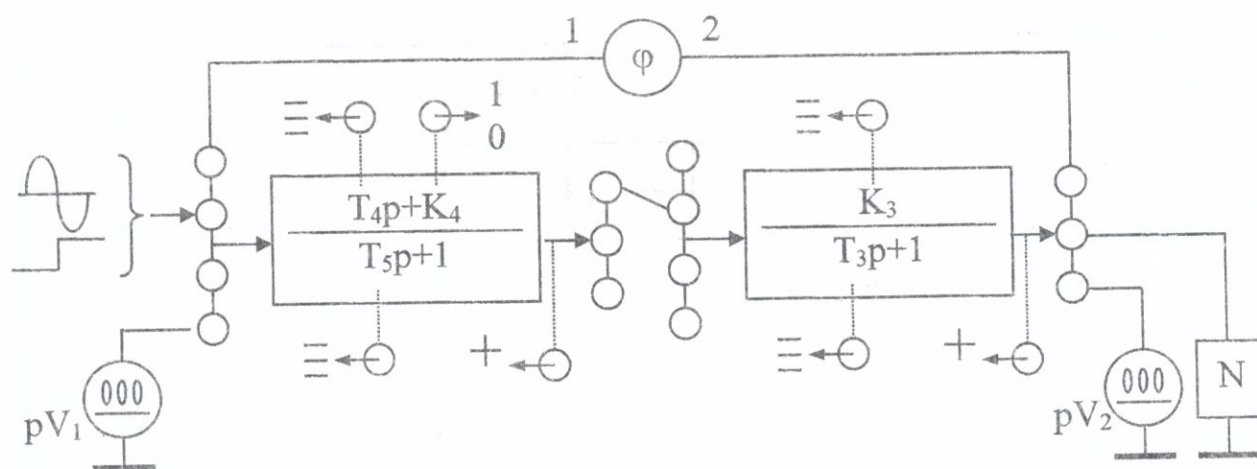 1 φ 2
1
0
T₄p+K₄
T₅p+1
K₃
T₃p+1
+
+
000
pV₁
000
pV₂
N